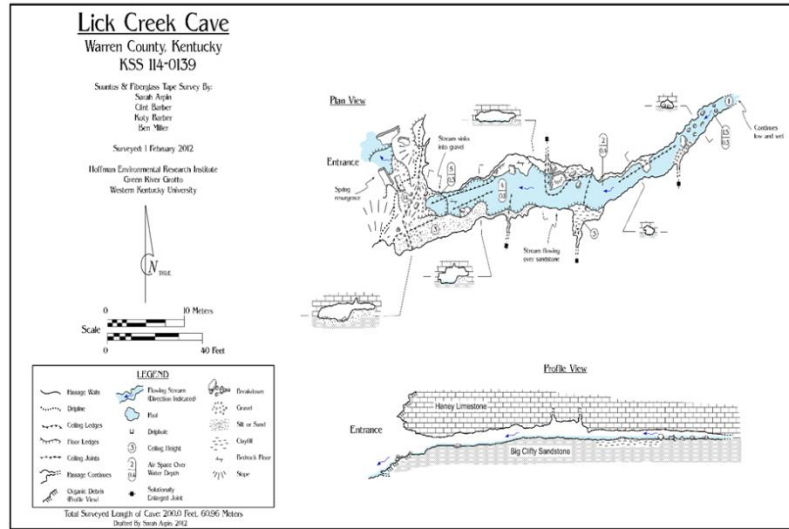 Lick Creek Cave
Warren County, Kentucky
KSS 114-0139
Suuntos & Fiberglass Tape Survey By:
Sarah Arpin
Clint Barber
Katy Barber
Ben Miller
Surveyed: 1 February 2012
Hoffman Environmental Research Institute
Green River Grotto
Western Kentucky University
N TRUE
0 10 Meters
Scale
0 40 Feet
LEGEND
Passage Walls
Dripline
Ceiling Ledges
Floor Ledges
Ceiling Joints
Passage Continues
Organic Debris
(Profile View)
Flowing Stream
(Direction Indicated)
Pool
Drphole
Ceiling Height
Air Space Over
Water Depth
Solutionally
Enlarged Joint
Breakdown
Gravel
Silt or Sand
Clayfill
Bedrock Floor
Slope
Total Surveyed Length of Cave: 200.0 Feet, 60.96 Meters
Drafted By: Sarah Arpin, 2012
Plan View
Entrance
Spring
resurgence
Stream sinks
into gravel
Stream flowing
over sandstone
Continues
low and wet
Profile View
Entrance
Haney Limestone
Big Clifty Sandstone